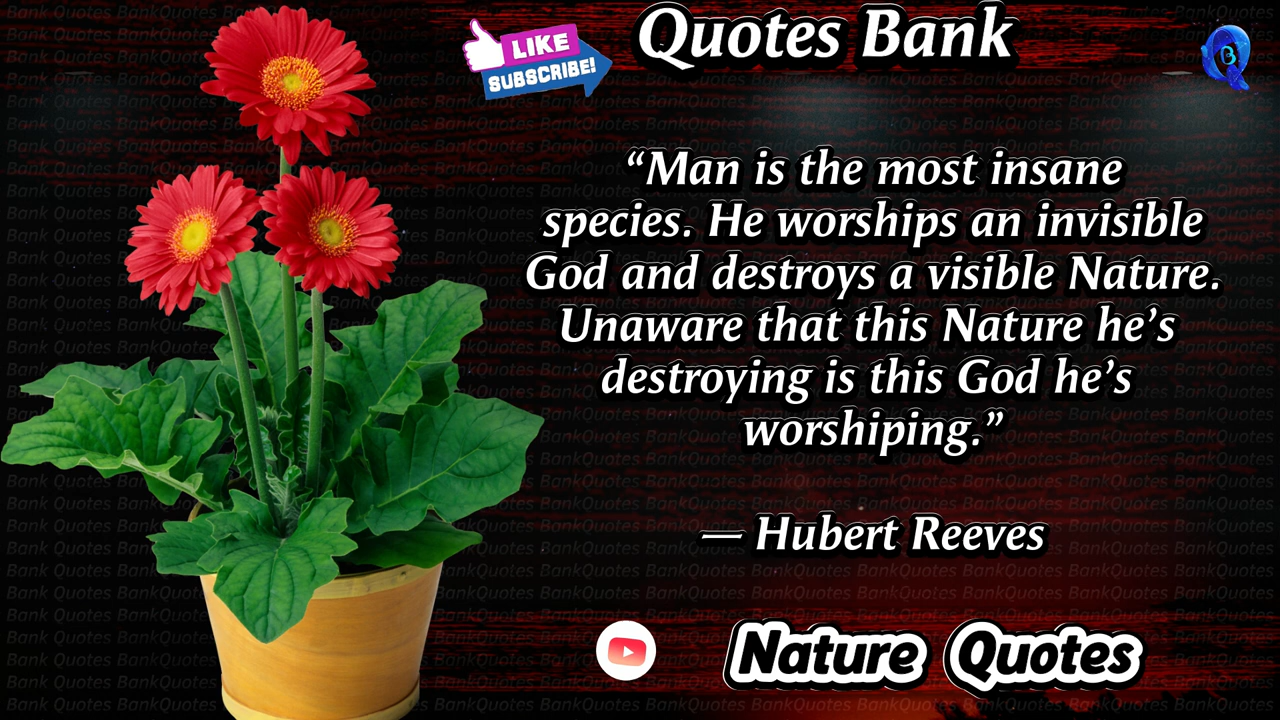 LIKE
SUBSCRIBE!
Quotes Bank
B
“Man is the most insane
species. He worships an invisible
God and destroys a visible Nature.
Unaware that this Nature he’s
destroying is this God he’s
worshiping.”
— Hubert Reeves
Nature Quotes